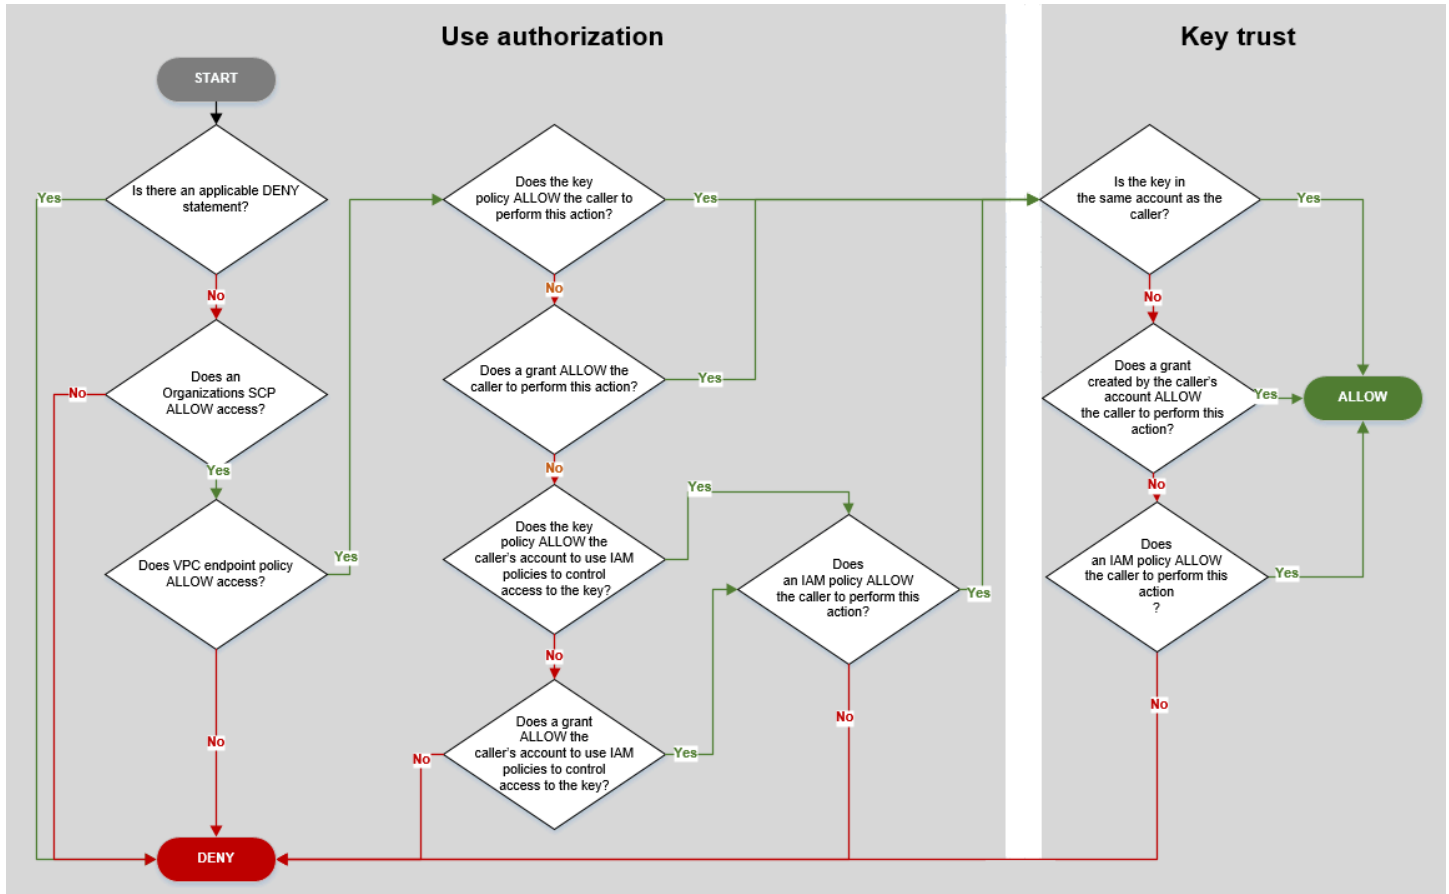 Use authorization
Key trust
START
Is there an applicable DENY
statement?
Yes
No
Does an
Organizations SCP
ALLOW access?
No
Yes
Does VPC endpoint policy
ALLOW access?
Yes
No
DENY
Does the key
policy ALLOW the caller to
perform this action?
Yes
No
Does a grant ALLOW the
caller to perform this action?
Yes
No
Does the key
policy ALLOW the
caller's account to use IAM
policies to control
access to the key?
Yes
No
Does a grant
ALLOW the
caller's account to use IAM
policies to control
access to the key?
No
Yes
Does
an IAM policy ALLOW
the caller to perform this
action?
Yes
No
Is the key in
the same account as the
caller?
Yes
No
Does a grant
created by the caller's
account ALLOW
the caller to perform this
action?
Yes
No
Does
an IAM policy ALLOW
the caller to perform this
action
?
Yes
No
ALLOW